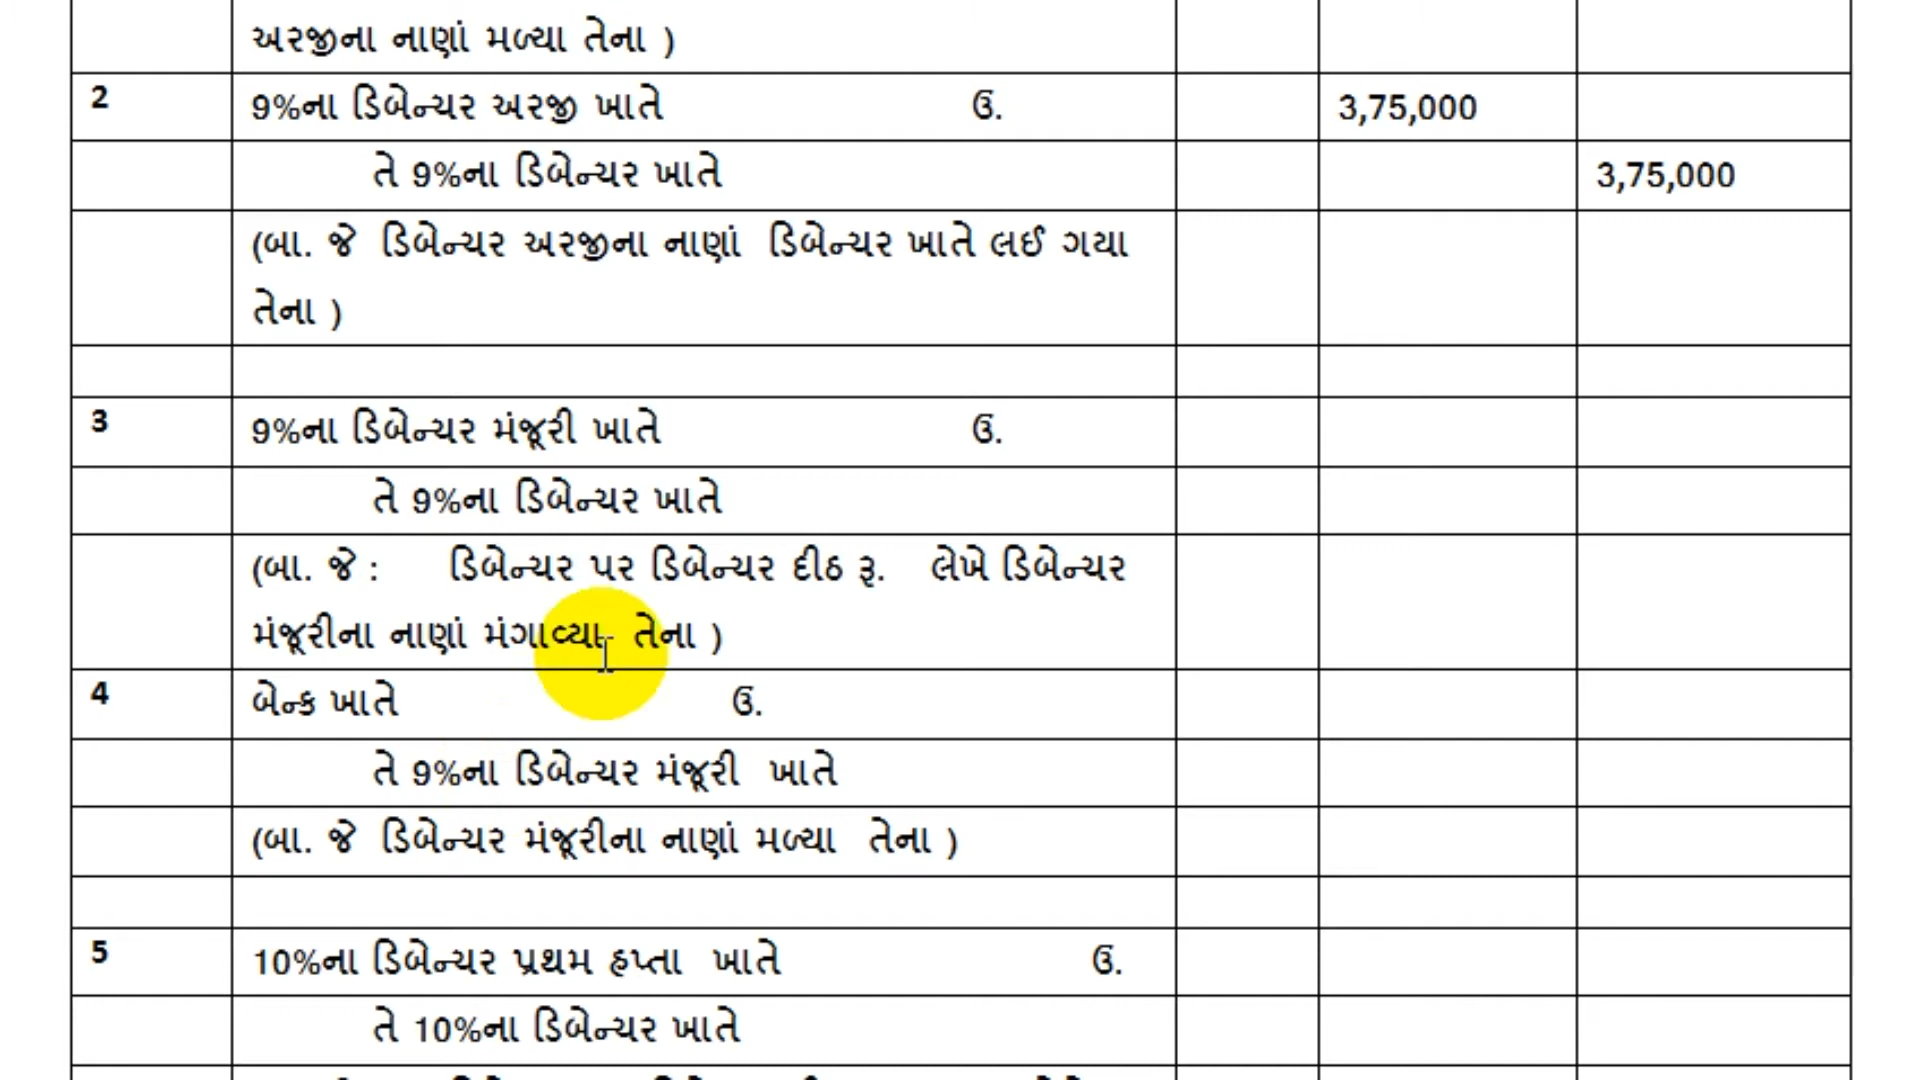 અરજીના નાણાં મળ્યા તેના )
2 9%ના ડિબેન્ચર અરજી ખાતે ઉ. 3,75,000
તે 9%ના ડિબેન્ચર ખાતે 3,75,000
(બા. જે ડિબેન્ચર અરજીના નાણાં ડિબેન્ચર ખાતે લઈ ગયા
તેના )
3 9%ના ડિબેન્ચર મંજૂરી ખાતે ઉ.
તે 9%ના ડિબેન્ચર ખાતે
(બા. જે : ડિબેન્ચર પર ડિબેન્ચર દીઠ રૂ. લેખે ડિબેન્ચર
મંજૂરીના નાણાં મંગાવ્યા તેના )
4 બેન્ક ખાતે ઉ.
તે 9%ના ડિબેન્ચર મંજૂરી ખાતે
(બા. જે ડિબેન્ચર મંજૂરીના નાણાં મળ્યા તેના )
5 10%ના ડિબેન્ચર પ્રથમ હપ્તા ખાતે ઉ.
તે 10%ના ડિબેન્ચર ખાતે